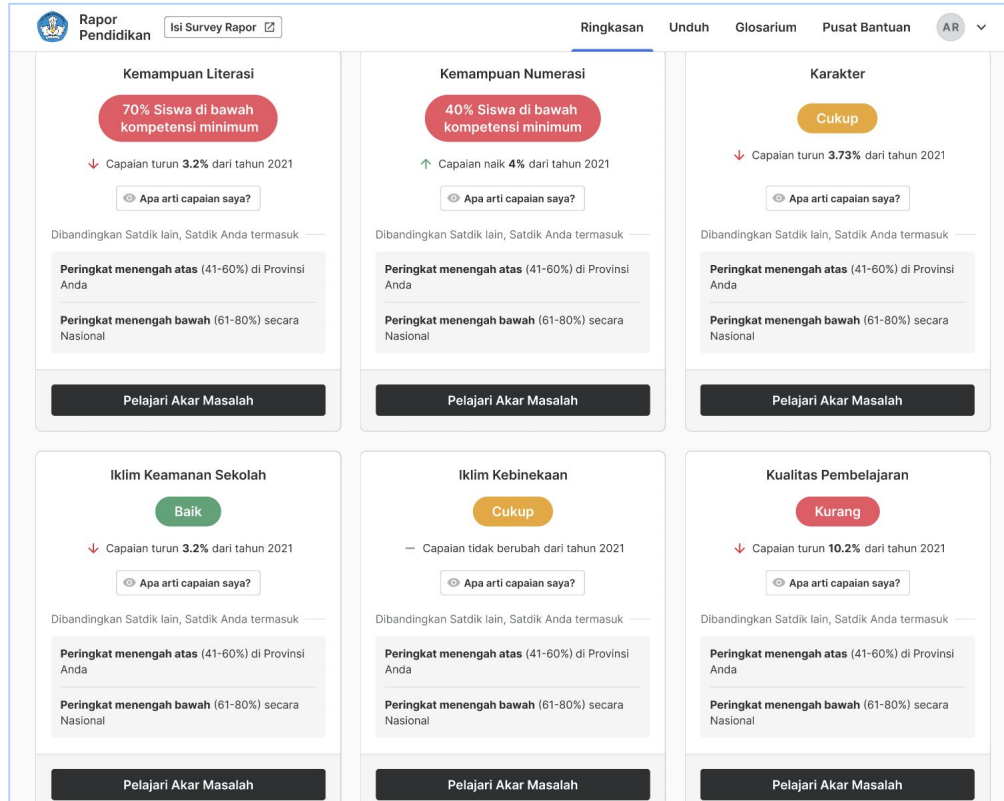 Rapor
Pendidikan
Isi Survey Rapor
Ringkasan
Unduh
Glosarium
Pusat Bantuan
AR
Kemampuan Literasi
70% Siswa di bawah
kompetensi minimum
Capaian turun 3.2% dari tahun 2021
Apa arti capaian saya?
Dibandingkan Satdik lain, Satdik Anda termasuk
Peringkat menengah atas (41-60%) di Provinsi
Anda
Peringkat menengah bawah (61-80%) secara
Nasional
Pelajari Akar Masalah
Kemampuan Numerasi
40% Siswa di bawah
kompetensi minimum
Capaian naik 4% dari tahun 2021
Apa arti capaian saya?
Dibandingkan Satdik lain, Satdik Anda termasuk
Peringkat menengah atas (41-60%) di Provinsi
Anda
Peringkat menengah bawah (61-80%) secara
Nasional
Pelajari Akar Masalah
Karakter
Cukup
Capaian turun 3.73% dari tahun 2021
Apa arti capaian saya?
Dibandingkan Satdik lain, Satdik Anda termasuk
Peringkat menengah atas (41-60%) di Provinsi
Anda
Peringkat menengah bawah (61-80%) secara
Nasional
Pelajari Akar Masalah
Iklim Keamanan Sekolah
Baik
Capaian turun 3.2% dari tahun 2021
Apa arti capaian saya?
Dibandingkan Satdik lain, Satdik Anda termasuk
Peringkat menengah atas (41-60%) di Provinsi
Anda
Peringkat menengah bawah (61-80%) secara
Nasional
Pelajari Akar Masalah
Iklim Kebinekaan
Cukup
Capaian tidak berubah dari tahun 2021
Apa arti capaian saya?
Dibandingkan Satdik lain, Satdik Anda termasuk
Peringkat menengah atas (41-60%) di Provinsi
Anda
Peringkat menengah bawah (61-80%) secara
Nasional
Pelajari Akar Masalah
Kualitas Pembelajaran
Kurang
Capaian turun 10.2% dari tahun 2021
Apa arti capaian saya?
Dibandingkan Satdik lain, Satdik Anda termasuk
Peringkat menengah atas (41-60%) di Provinsi
Anda
Peringkat menengah bawah (61-80%) secara
Nasional
Pelajari Akar Masalah